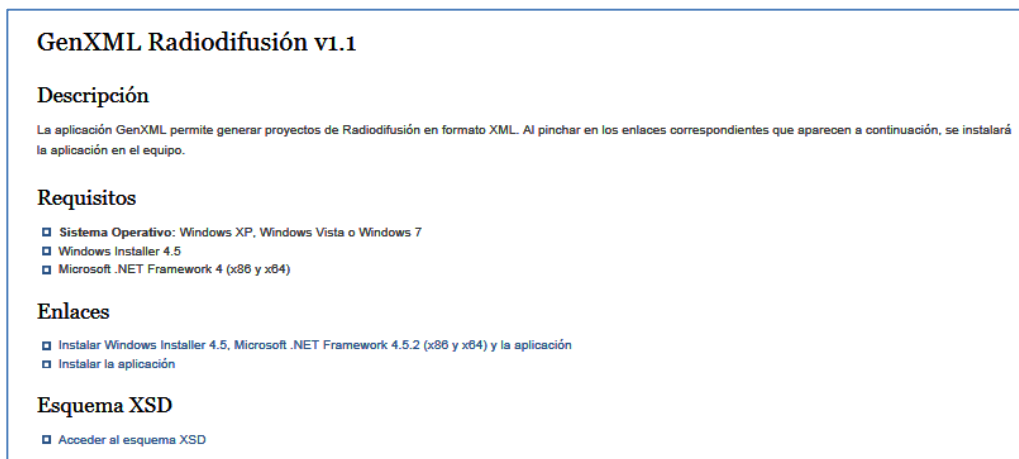 GenXML Radiodifusión v1.1
Descripción
La aplicación GenXML permite generar proyectos de Radiodifusión en formato XML. Al pinchar en los enlaces correspondientes que aparecen a continuación, se instalará
la aplicación en el equipo.
Requisitos
Sistema Operativo: Windows XP, Windows Vista o Windows 7
Windows Installer 4.5
Microsoft .NET Framework 4 (x86 y x64)
Enlaces
Instalar Windows Installer 4.5, Microsoft .NET Framework 4.5.2 (x86 y x64) y la aplicación
Instalar la aplicación
Esquema XSD
Acceder al esquema XSD